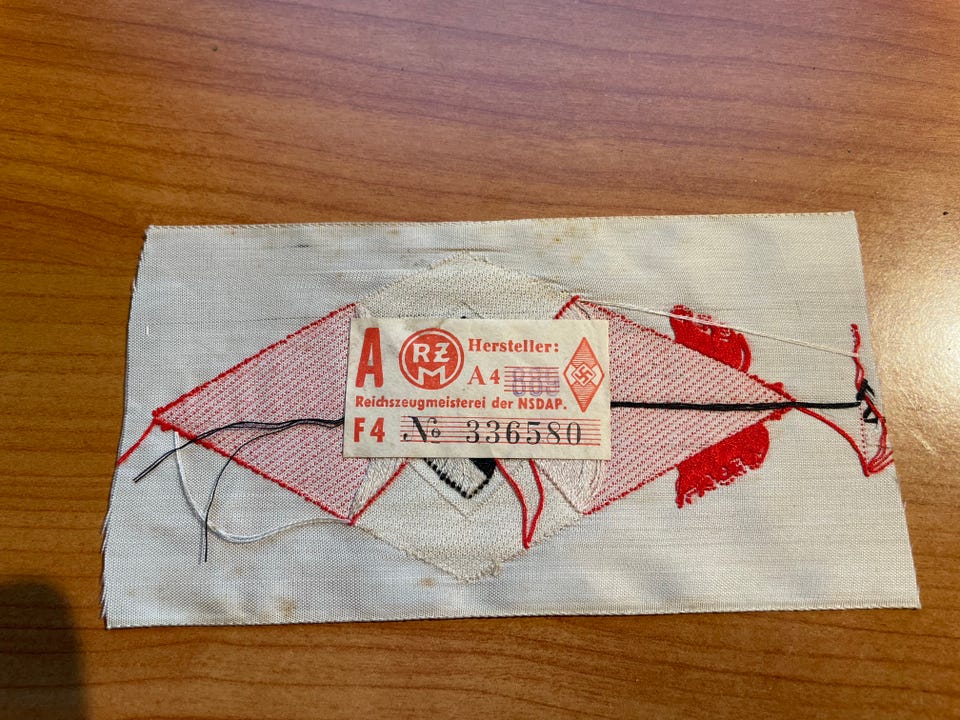 A RZM Hersteller:
A4
Reichszeugmeisterei der NSDAP.
F4 No 336580